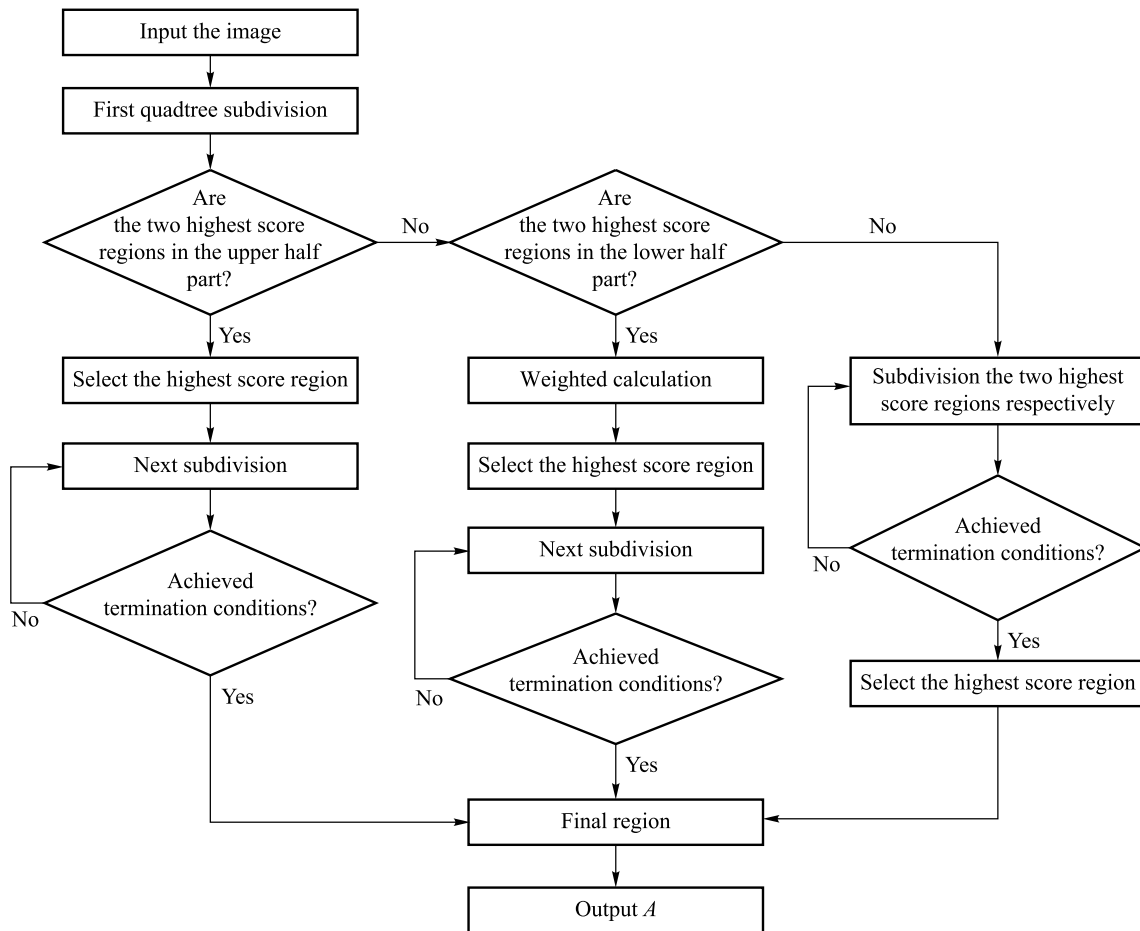 Input the image
First quadtree subdivision
Are
the two highest score
regions in the upper half
part?
No
Are
the two highest score
regions in the lower half
part?
No
Yes
Select the highest score region
Next subdivision
Achieved
termination conditions?
No
Yes
Yes
Weighted calculation
Select the highest score region
Next subdivision
Achieved
termination conditions?
No
Yes
Subdivision the two highest
score regions respectively
Achieved
termination conditions?
No
Yes
Select the highest score region
Final region
Output A